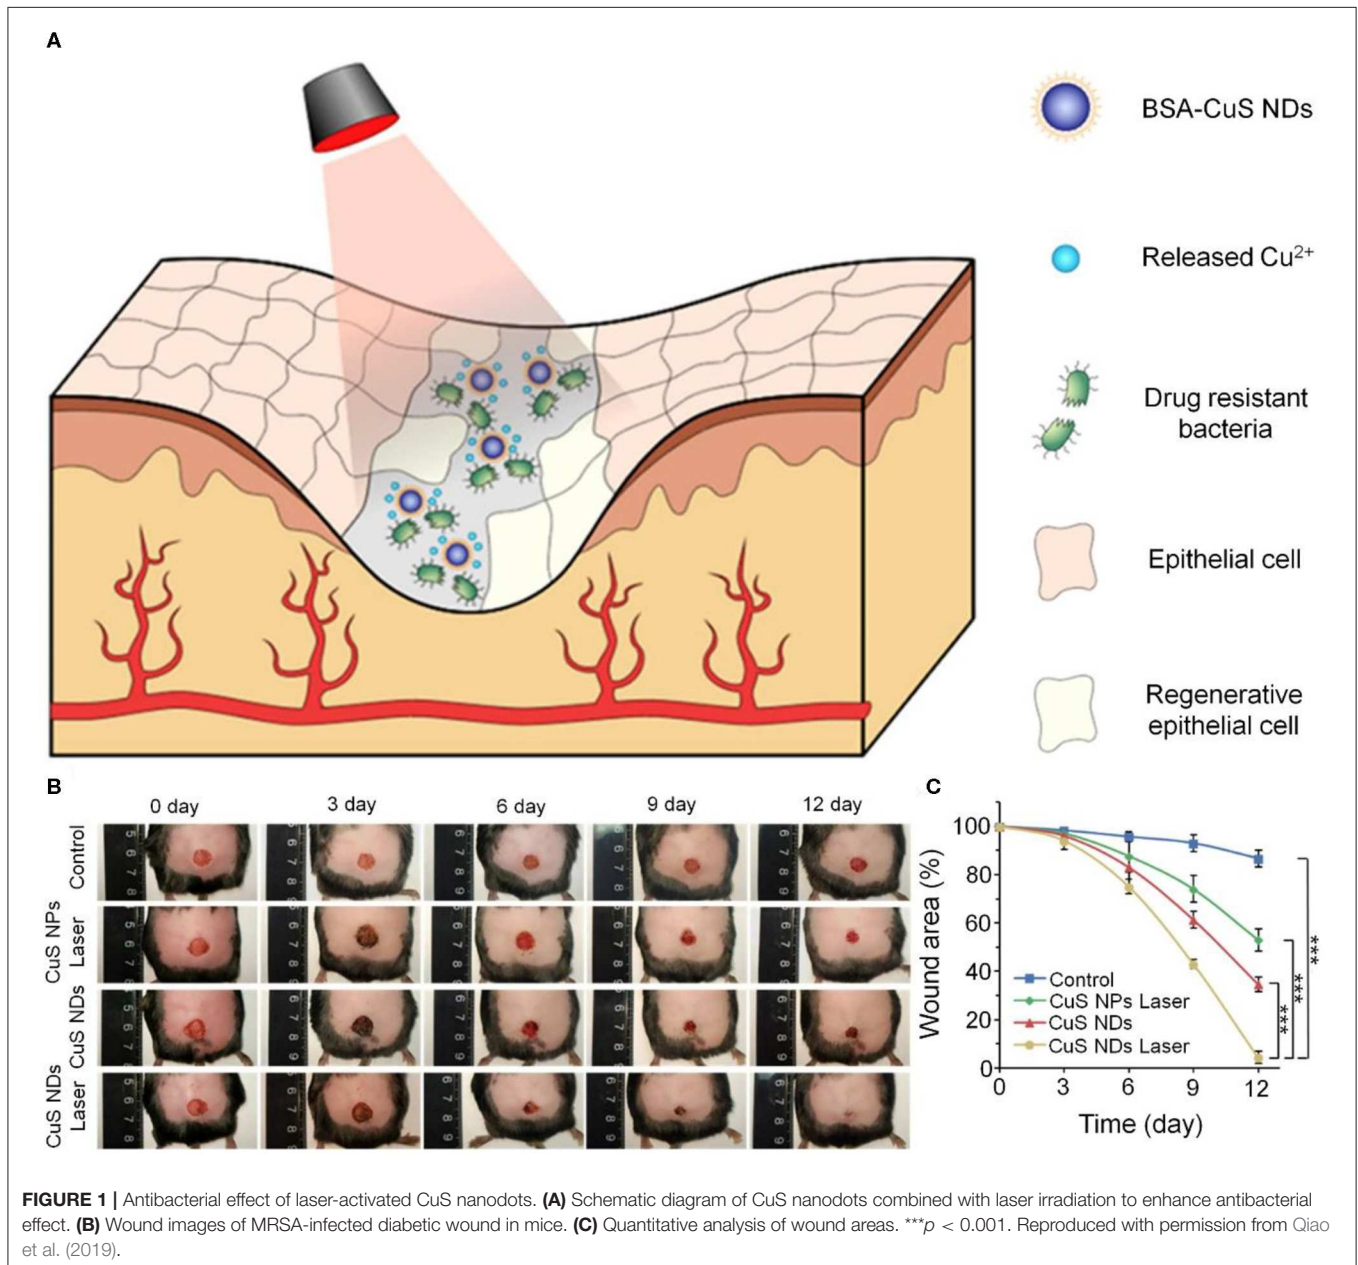 A
BSA-CuS NDs
Released Cu²⁺
Drug resistant
bacteria
Epithelial cell
Regenerative
epithelial cell
B
0 day
3 day
6 day
9 day
12 day
Control
CuS NPs
Laser
CuS NDs
CuS NDs
Laser
C
Wound area (%)
100
80
60
40
20
0
Control
CuS NPs Laser
CuS NDs
CuS NDs Laser
***
***
***
0 3 6 9 12
Time (day)
FIGURE 1 | Antibacterial effect of laser-activated CuS nanodots. (A) Schematic diagram of CuS nanodots combined with laser irradiation to enhance antibacterial
effect. (B) Wound images of MRSA-infected diabetic wound in mice. (C) Quantitative analysis of wound areas. ***p < 0.001. Reproduced with permission from Qiao
et al. (2019).